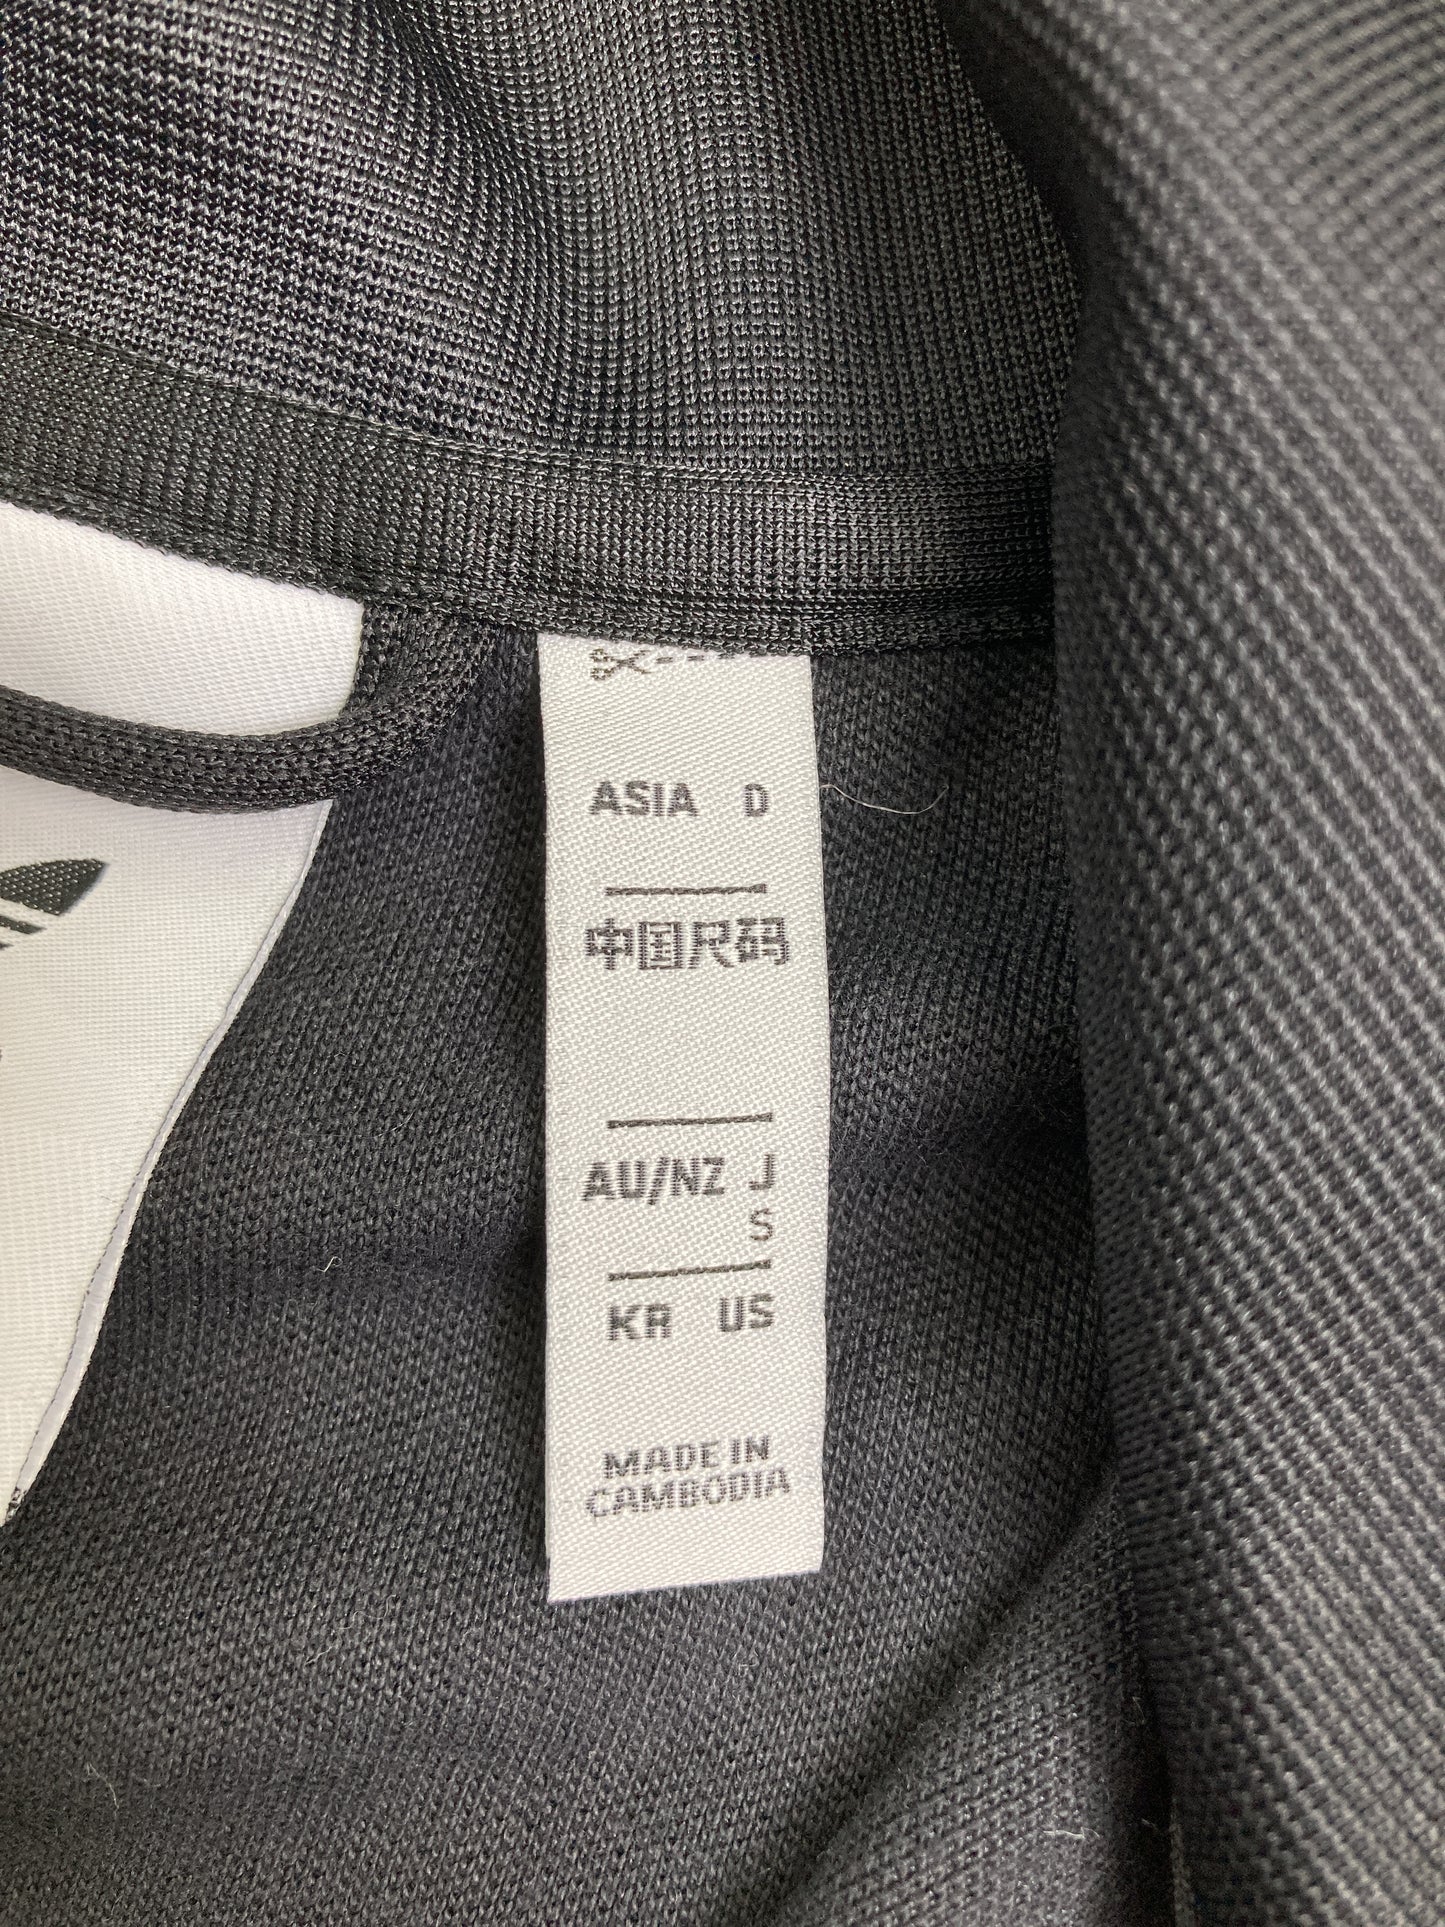 ASIA D
中国尺码
AU/NZ J
S
KR US
MADE IN
CAMBODIA